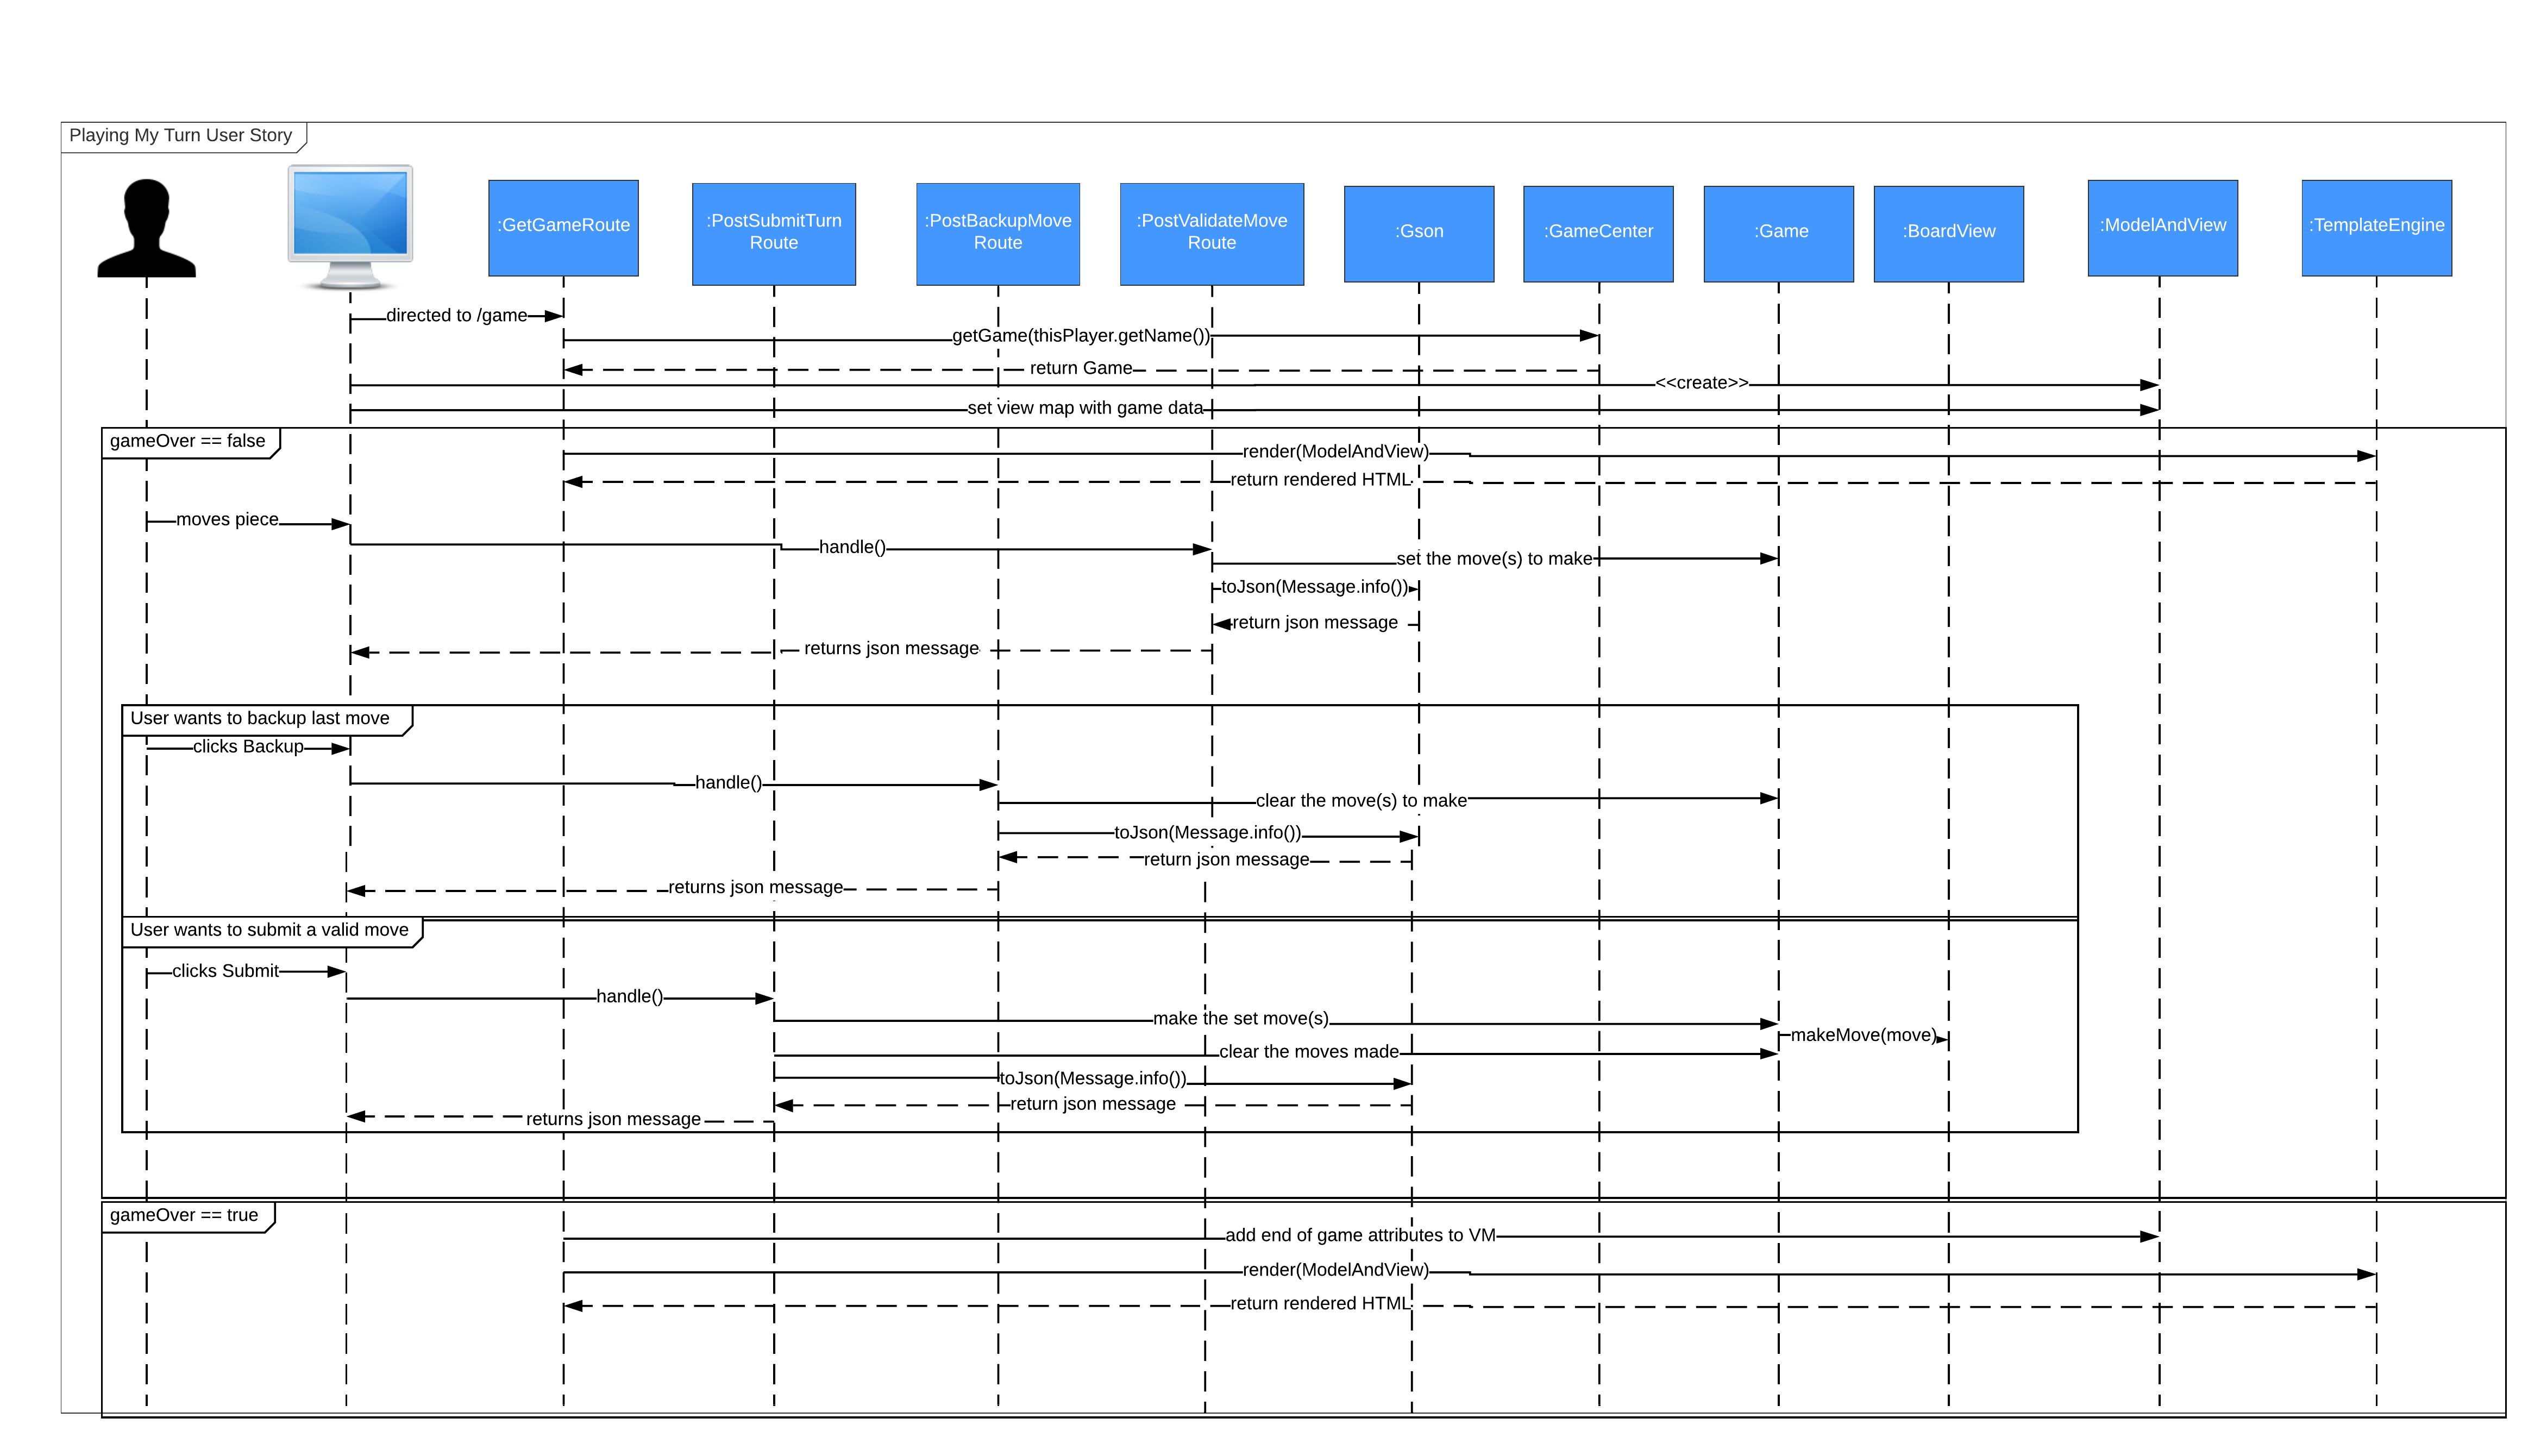 Playing My Turn User Story
:GetGameRoute
:PostSubmitTurn
Route
:PostBackupMove
Route
:PostValidateMove
Route
:Gson
:GameCenter
:Game
:BoardView
:ModelAndView
:TemplateEngine
directed to /game
getGame(thisPlayer.getName())
return Game
<<create>>
set view map with game data
gameOver == false
render(ModelAndView)
return rendered HTML
moves piece
handle()
set the move(s) to make
toJson(Message.info())
return json message
returns json message
User wants to backup last move
clicks Backup
handle()
clear the move(s) to make
toJson(Message.info())
return json message
returns json message
User wants to submit a valid move
clicks Submit
handle()
make the set move(s)
makeMove(move)
clear the moves made
toJson(Message.info())
return json message
returns json message
gameOver == true
add end of game attributes to VM
render(ModelAndView)
return rendered HTML